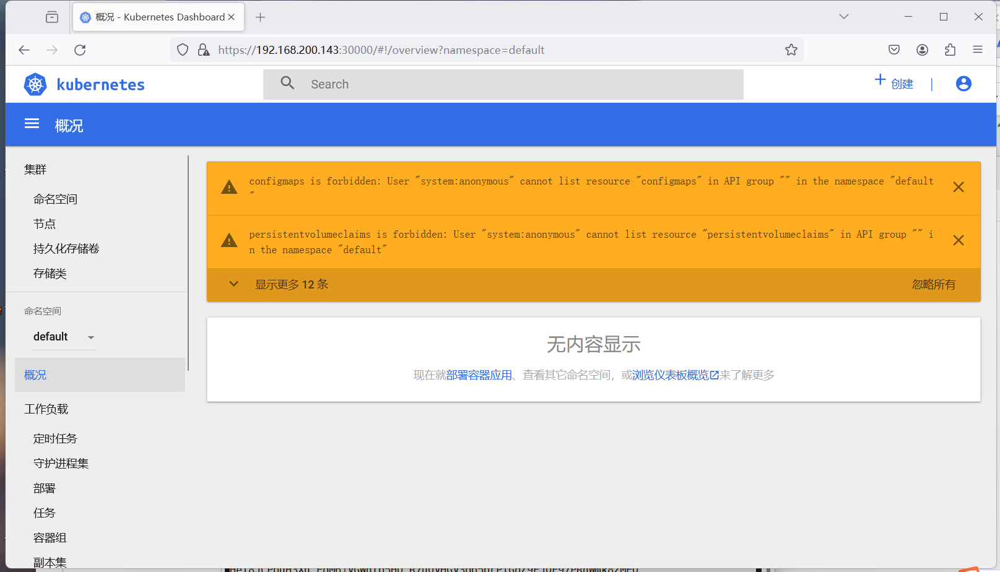 概况 - Kubernetes Dashboard
https://192.168.200.143:30000/#!/overview?namespace=default
kubernetes
Search
创建
概况
集群
命名空间
节点
持久化存储卷
存储类
命名空间
default
概况
工作负载
定时任务
守护进程集
部署
任务
容器组
副本集
configmaps is forbidden: User "system:anonymous" cannot list resource "configmaps" in API group "" in the namespace "default
"
persistentvolumeclaims is forbidden: User "system:anonymous" cannot list resource "persistentvolumeclaims" in API group "" i
n the namespace "default"
显示更多 12 条
忽略所有
无内容显示
现在就部署容器应用、查看其它命名空间，或浏览仪表板概览来了解更多